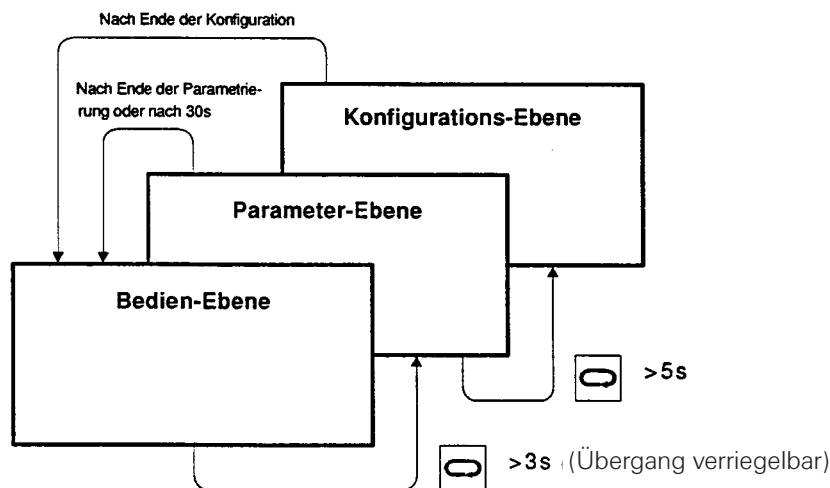 Nach Ende der Konfiguration
Nach Ende der Parametrie-
rung oder nach 30s
Konfigurations-Ebene
Parameter-Ebene
Bedien-Ebene
>5s
>3s (Übergang verriegelbar)